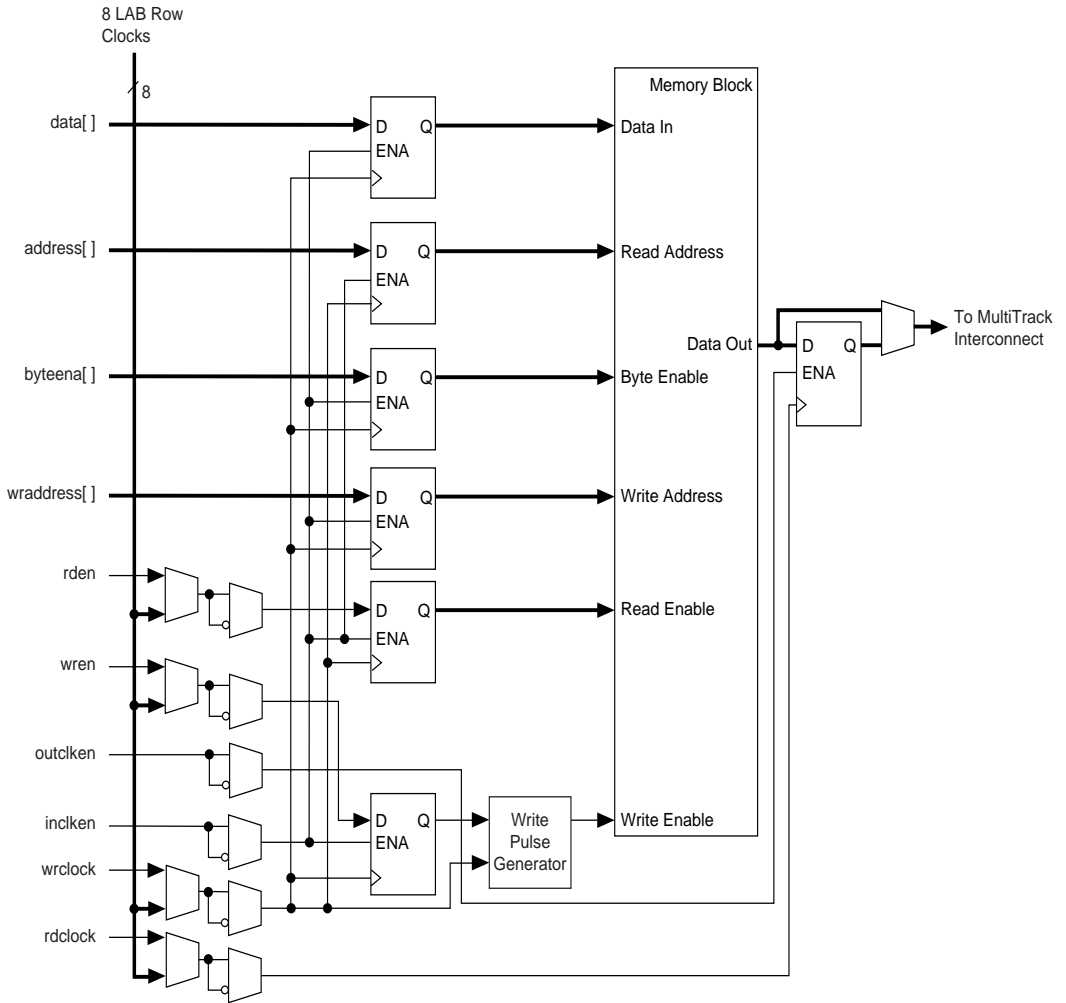 8 LAB Row
Clocks
8
Memory Block
data[ ]
D Q
ENA
Data In
address[ ]
D Q
ENA
Read Address
To MultiTrack
Interconnect
Data Out
D Q
ENA
byteena[ ]
D Q
ENA
Byte Enable
wraddress[ ]
D Q
ENA
Write Address
rden
D Q
ENA
Read Enable
wren
outclken
inclken
D Q
ENA
Write
Pulse
Generator
Write Enable
wrclock
rdclock